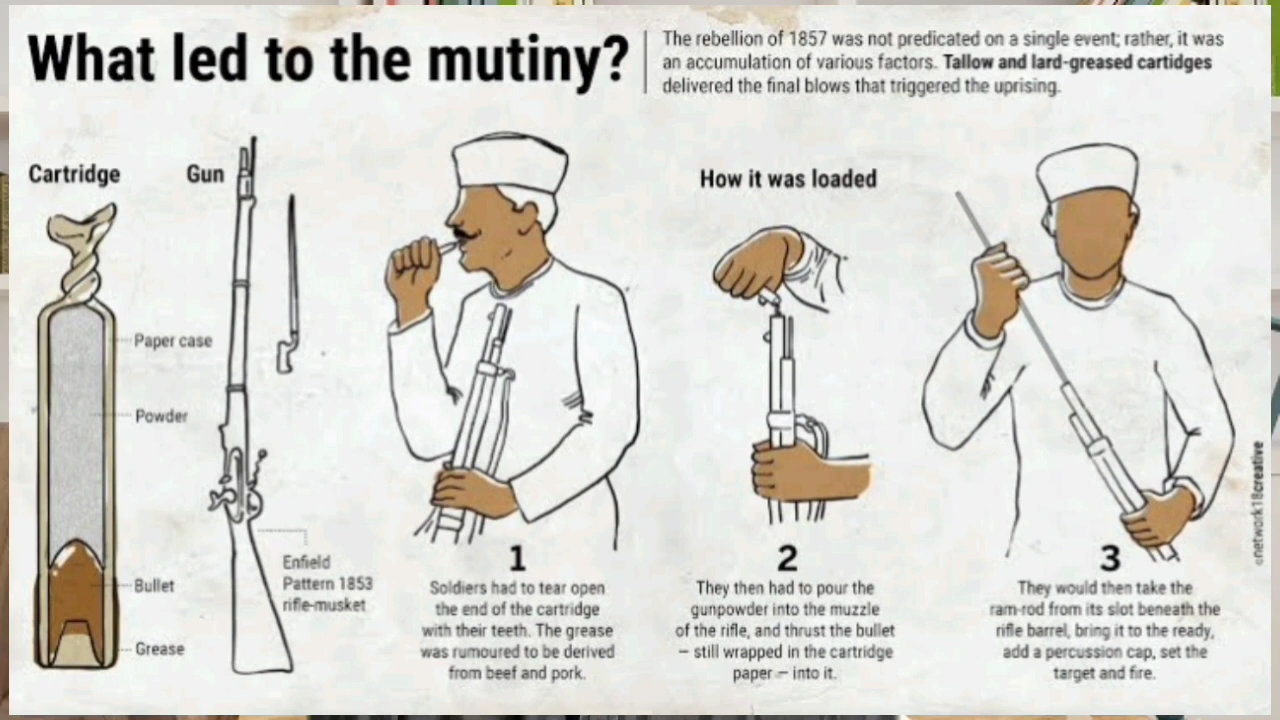 What led to the mutiny?
The rebellion of 1857 was not predicated on a single event; rather, it was
an accumulation of various factors. Tallow and lard-greased cartidges
delivered the final blows that triggered the uprising.
Cartridge
Gun
How it was loaded
Paper case
Powder
Bullet
Grease
Enfield
Pattern 1853
rifle-musket
1
Soldiers had to tear open
the end of the cartridge
with their teeth. The grease
was rumoured to be derived
from beef and pork.
2
They then had to pour the
gunpowder into the muzzle
of the rifle, and thrust the bullet
– still wrapped in the cartridge
paper – into it.
3
They would then take the
ram-rod from its slot beneath the
rifle barrel, bring it to the ready,
add a percussion cap, set the
target and fire.
©network18creative